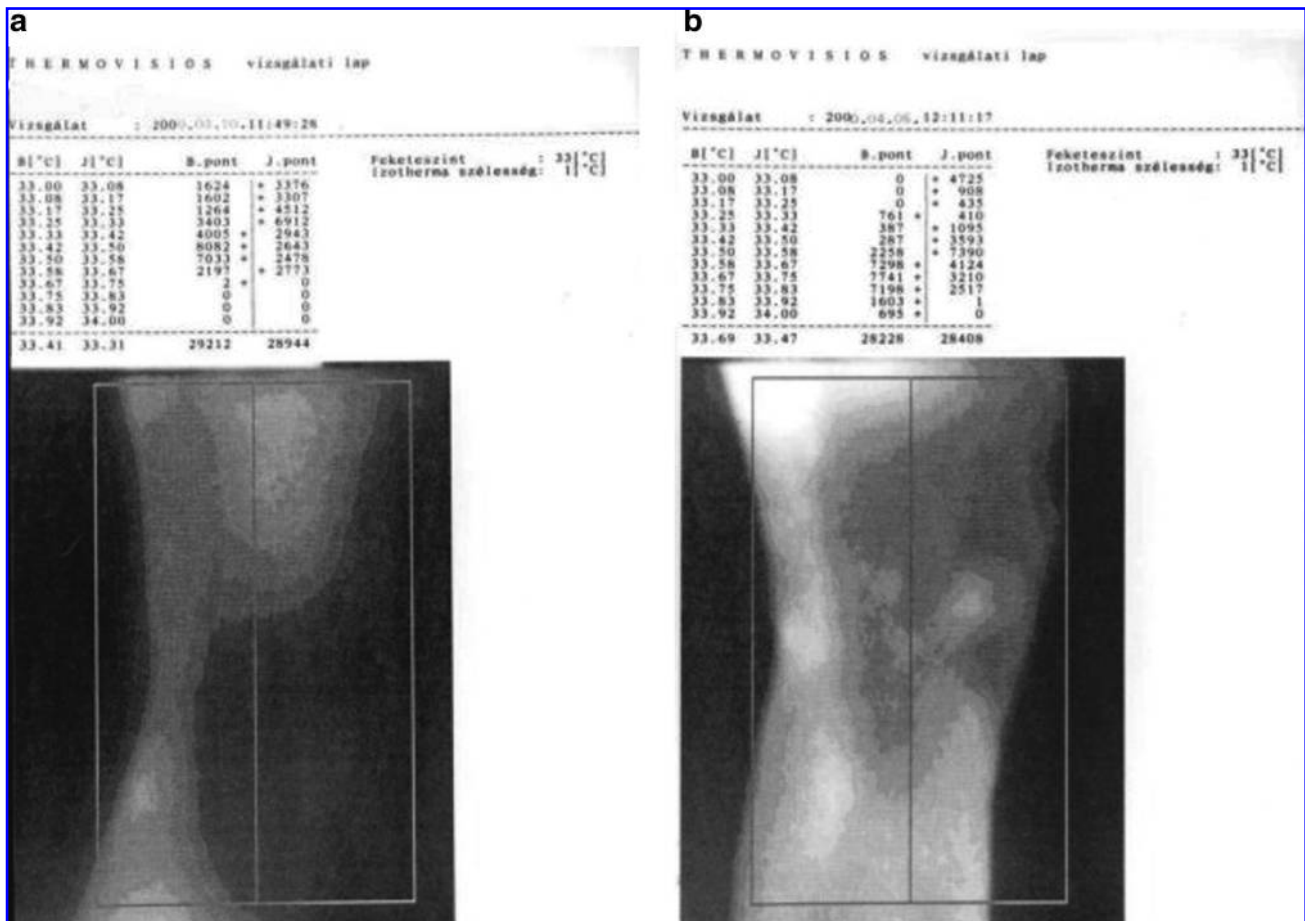 a
THERMOVISIOS vizsgálati lap
Vizsgálat : 11:49:28
B[°C] J[°C] B.pont J.pont
Feketeszint : 33[°C]
Izotherma szélesség: 1[°C]
33.00 33.08 1624 |+ 3376
33.08 33.17 1602 |+ 3307
33.17 33.25 1264 |+ 4512
33.25 33.33 3403 |+ 6912
33.33 33.42 4005 +| 2943
33.42 33.50 8082 +| 2643
33.50 33.58 7033 +| 2478
33.58 33.67 2197 |+ 2773
33.67 33.75 2 +| 0
33.75 33.83 0 | 0
33.83 33.92 0 | 0
33.92 34.00 0 | 0
33.41 33.31 29212 28944
b
THERMOVISIOS vizsgálati lap
Vizsgálat : 12:11:17
B[°C] J[°C] B.pont J.pont
Feketeszint : 33[°C]
Izotherma szélesség: 1[°C]
33.00 33.08 0 |+ 4725
33.08 33.17 0 |+ 908
33.17 33.25 0 |+ 435
33.25 33.33 761 +| 410
33.33 33.42 387 |+ 1095
33.42 33.50 287 |+ 3593
33.50 33.58 2258 |+ 7390
33.58 33.67 7298 +| 4124
33.67 33.75 7741 +| 3210
33.75 33.83 7198 +| 2517
33.83 33.92 1603 +| 1
33.92 34.00 695 +| 0
33.69 33.47 28228 28408